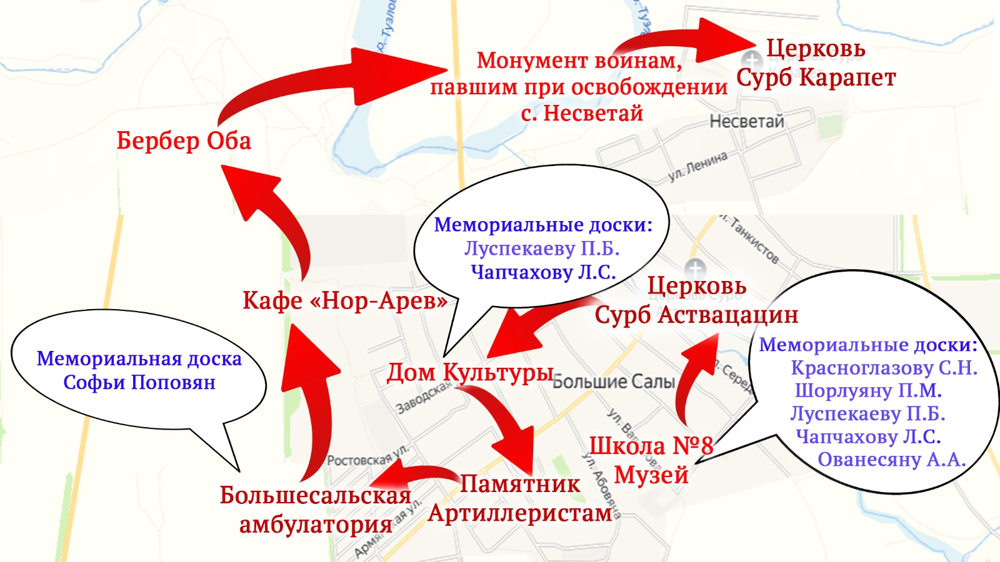 р. Тузлов
Монумент воинам,
павшим при освобождении
с. Несветай
Церковь
Сурб Карапет
Несветай
ул. Ленина
Бербер Оба
Мемориальные доски:
Луспекаеву П.Б.
Чапчахову Л.С.
ул. Танкистов
Кафе «Нор-Арев»
Церковь
Сурб Аствацацин
Мемориальная доска
Софьи Поповян
Мемориальные доски:
Красноглазову С.Н.
Шорлуяну П.М.
Луспекаеву П.Б.
Чапчахову Л.С.
Ованесяну А.А.
Дом Культуры
Большие Салы
Заводская
Школа №8
Музей
Ростовская ул.
ул. Абовяна
Большесальская
амбулатория
Памятник
Артиллеристам